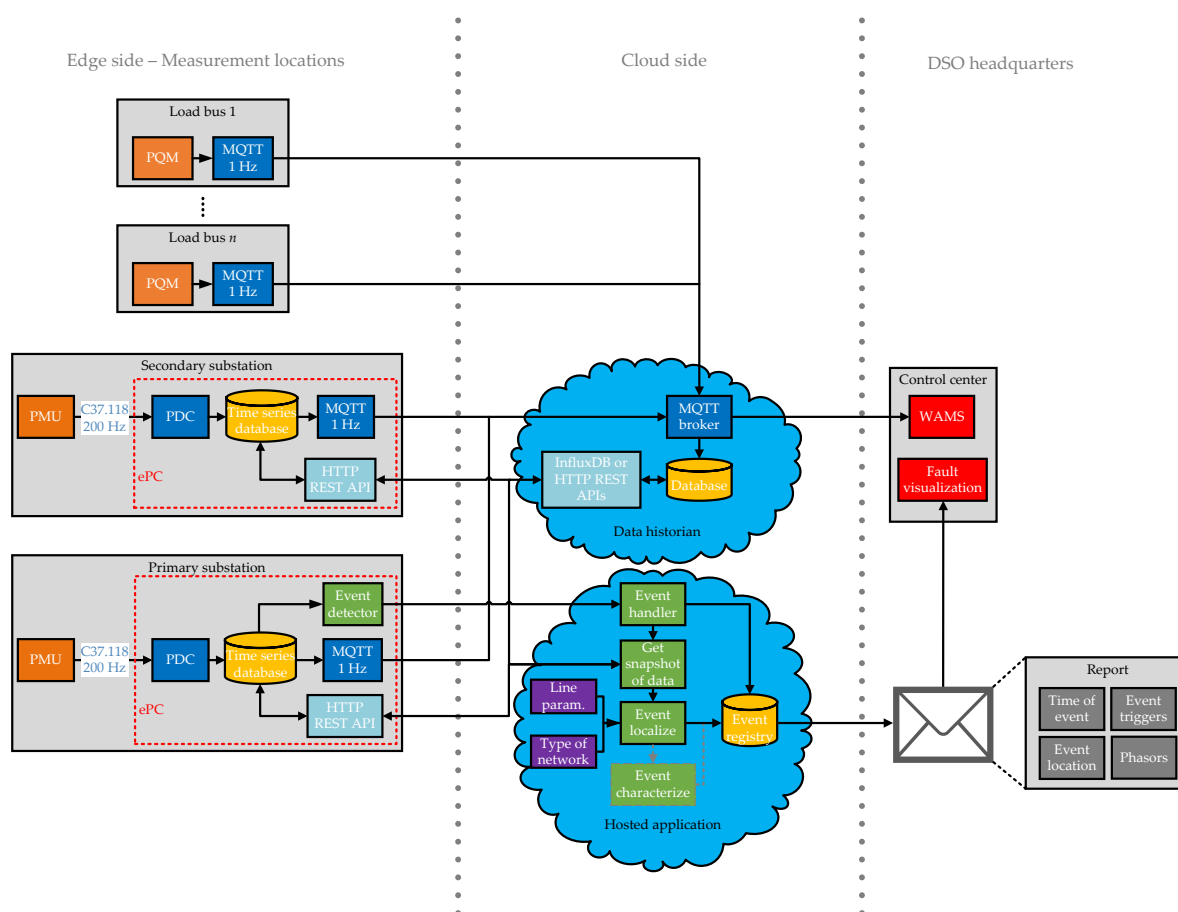 Edge side – Measurement locations
Cloud side
DSO headquarters
Load bus 1
PQM
MQTT
1 Hz
Load bus n
PQM
MQTT
1 Hz
Secondary substation
PMU
C37.118
200 Hz
PDC
Time series
database
MQTT
1 Hz
HTTP
REST API
ePC
MQTT
broker
InfluxDB or
HTTP REST
APIs
Database
Data historian
Control center
WAMS
Fault
visualization
Primary substation
Event
detector
PMU
C37.118
200 Hz
PDC
Time series
database
MQTT
1 Hz
HTTP
REST API
ePC
Event
handler
Get
snapshot
of data
Line
param.
Event
localize
Type of
network
Event
registry
Event
characterize
Hosted application
Report
Time of
event
Event
triggers
Event
location
Phasors